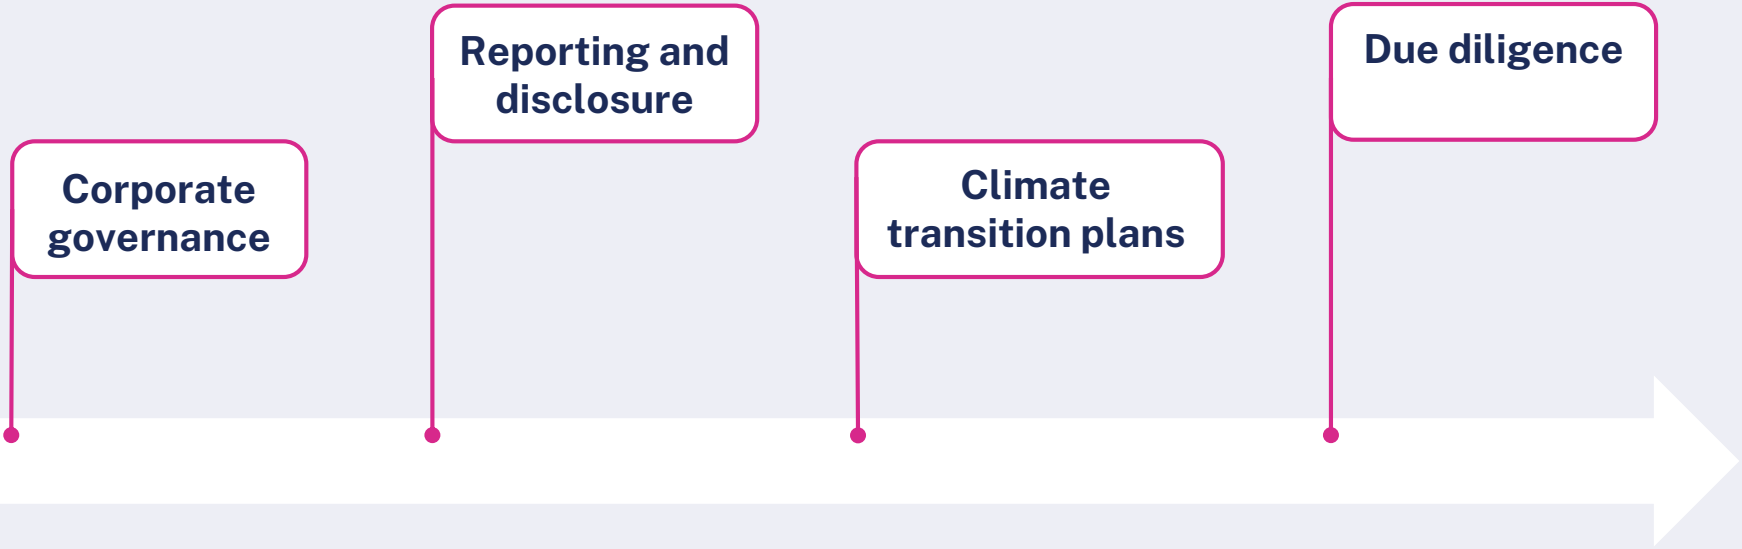 Corporate
governance
Reporting and
disclosure
Climate
transition plans
Due diligence